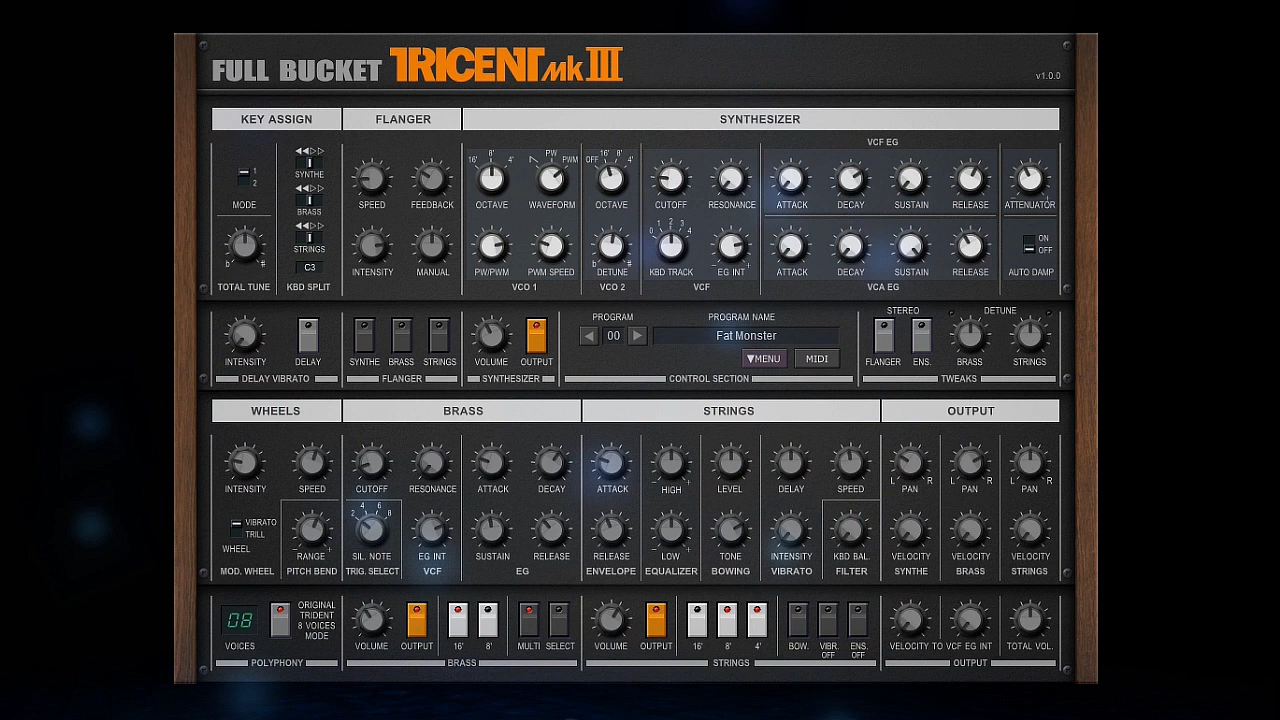 FULL BUCKET TRICENT mk III
v1.0.0
KEY ASSIGN FLANGER SYNTHESIZER
VCF EG
16' 8' 4' PW PWM OFF 16' 8' 4'
1
2
SYNTHE
MODE SPEED FEEDBACK OCTAVE WAVEFORM OCTAVE CUTOFF RESONANCE ATTACK DECAY SUSTAIN RELEASE ATTENUATOR
BRASS
0 1 2 3 4
STRINGS
ON
OFF
b # C3 b # - +
TOTAL TUNE KBD SPLIT INTENSITY MANUAL PW/PWM PWM SPEED DETUNE KBD TRACK EG INT ATTACK DECAY SUSTAIN RELEASE AUTO DAMP
VCO 1 VCO 2 VCF VCA EG
PROGRAM PROGRAM NAME STEREO DETUNE
00 Fat Monster
INTENSITY DELAY SYNTHE BRASS STRINGS VOLUME OUTPUT ▼MENU MIDI FLANGER ENS. BRASS STRINGS
DELAY VIBRATO FLANGER SYNTHESIZER CONTROL SECTION TWEAKS
WHEELS BRASS STRINGS OUTPUT
INTENSITY SPEED CUTOFF RESONANCE ATTACK DECAY ATTACK - HIGH + LEVEL DELAY SPEED L PAN R L PAN R L PAN R
2 4 6 8
VIBRATO
TRILL
WHEEL
- RANGE + SIL. NOTE EG INT SUSTAIN RELEASE RELEASE - LOW + TONE INTENSITY KBD BAL. VELOCITY VELOCITY VELOCITY
MOD. WHEEL PITCH BEND TRIG. SELECT VCF EG ENVELOPE EQUALIZER BOWING VIBRATO FILTER SYNTHE BRASS STRINGS
08 ORIGINAL
TRIDENT
8 VOICES
MODE
VOICES VOLUME OUTPUT 16' 8' MULTI SELECT VOLUME OUTPUT 16' 8' 4' BOW. VIBR. OFF ENS. OFF VELOCITY TO VCF EG INT TOTAL VOL.
POLYPHONY BRASS STRINGS OUTPUT